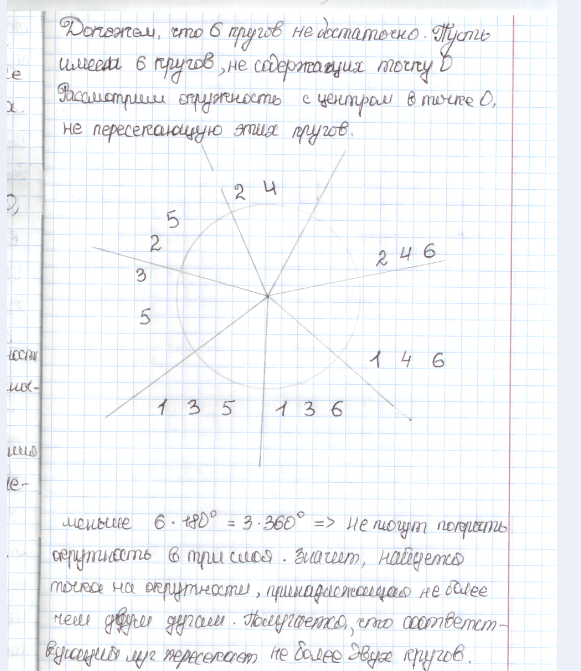 Докажем, что 6 кругов недостаточно. Пусть
имеем 6 кругов, не содержащих точку О
Рассмотрим окружность с центром в точке О,
не пересекающую этих кругов.
2 4
5
2
3
5
2 4 6
1 4 6
1 3 5
1 3 6
меньше 6 · 180° = 3 · 360° => не могут покрыть
окружность в три слоя. Значит, найдется
точка на окружности, принадлежащая не более
чем двум дугам. Получается, что соответст-
вующий луч пересекает не более двух кругов.